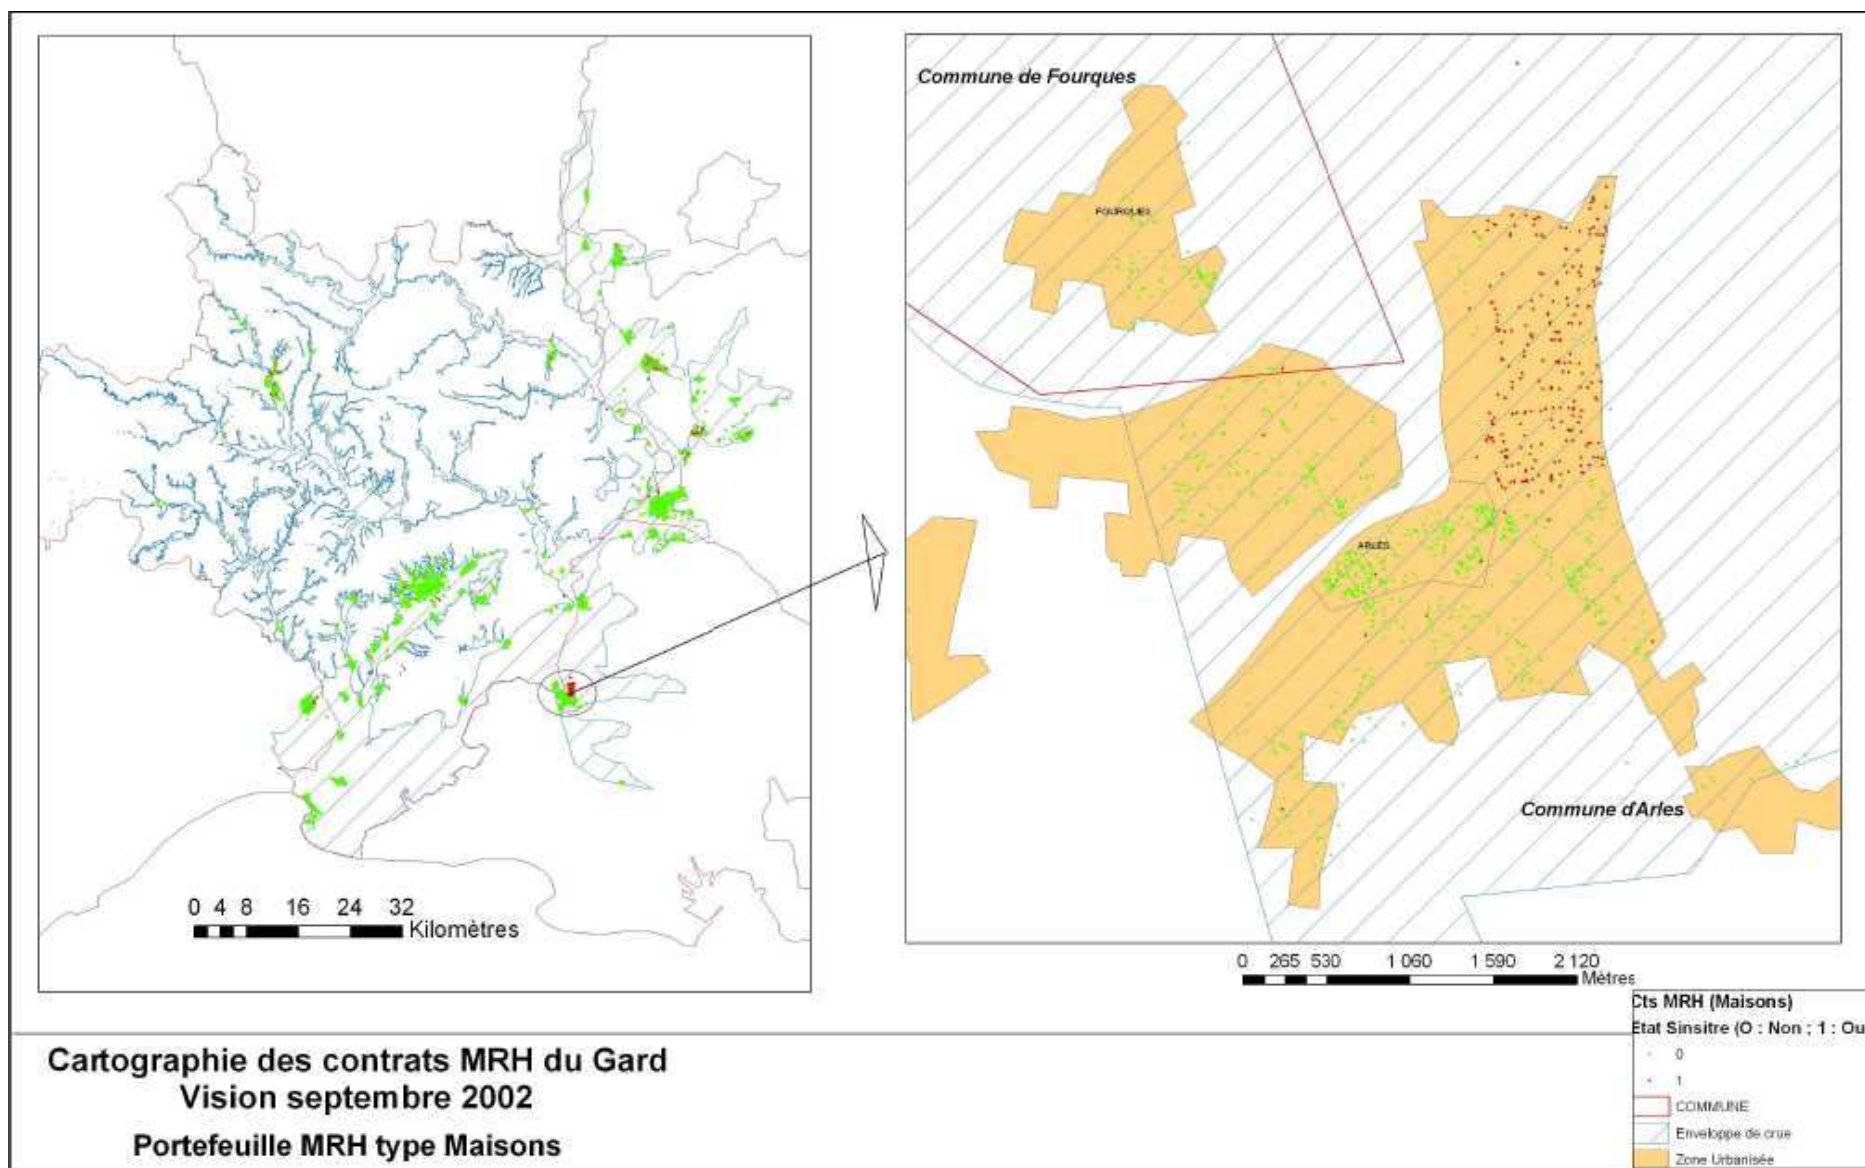 Commune de Fourques
FOURQUES
ARLES
Commune d'Arles
0 4 8 16 24 32
Kilomètres
0 265 530 1 060 1 590 2 120
Mètres
Cartographie des contrats MRH du Gard
Vision septembre 2002
Portefeuille MRH type Maisons
Cts MRH (Maisons)
Etat Sinsitre (O : Non ; 1 : Ou
0
1
COMMUNE
Enveloppe de crue
Zone Urbanisée